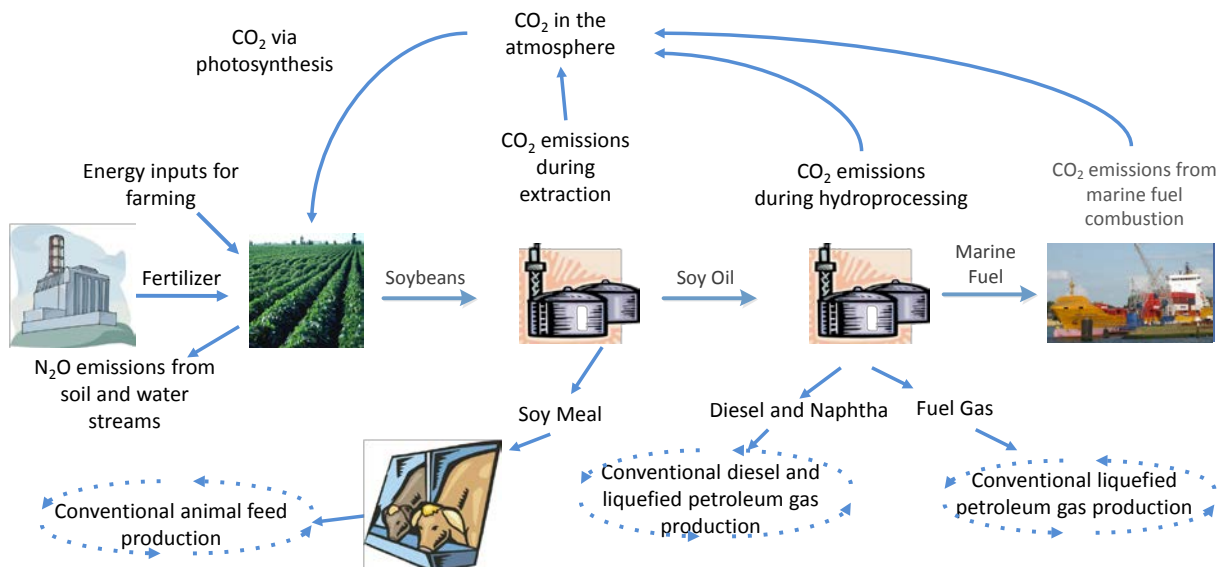 CO₂ in the
atmosphere
CO₂ via
photosynthesis
CO₂ emissions
during
extraction
CO₂ emissions
during hydroprocessing
CO₂ emissions from
marine fuel
combustion
Energy inputs for
farming
Fertilizer
Soybeans
Soy Oil
Marine
Fuel
N₂O emissions from
soil and water
streams
Soy Meal
Diesel and Naphtha
Fuel Gas
Conventional animal feed
production
Conventional diesel and
liquefied petroleum gas
production
Conventional liquefied
petroleum gas production